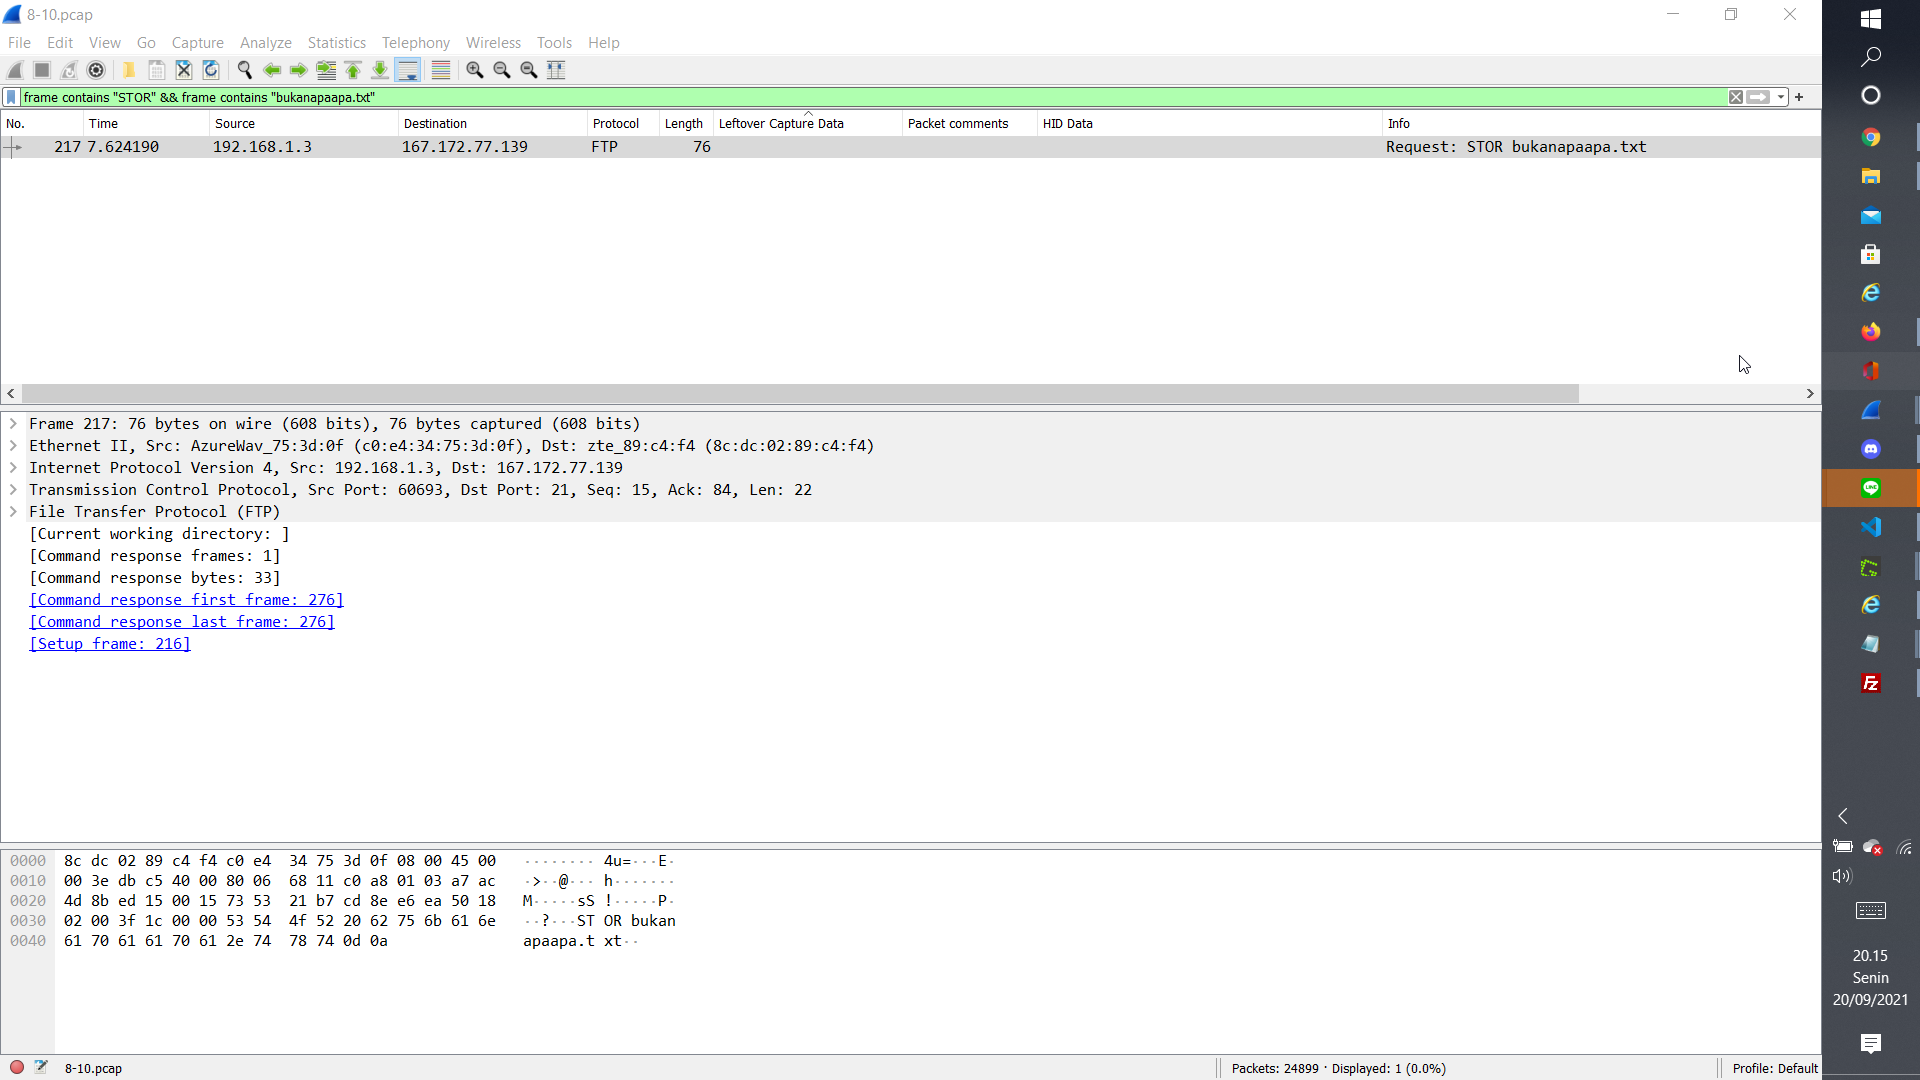 8-10.pcap
File Edit View Go Capture Analyze Statistics Telephony Wireless Tools Help
frame contains "STOR" && frame contains "bukanapaapa.txt"
No. Time Source Destination Protocol Length Leftover Capture Data Packet comments HID Data Info
217 7.624190 192.168.1.3 167.172.77.139 FTP 76 Request: STOR bukanapaapa.txt
Frame 217: 76 bytes on wire (608 bits), 76 bytes captured (608 bits)
Ethernet II, Src: AzureWav_75:3d:0f (c0:e4:34:75:3d:0f), Dst: zte_89:c4:f4 (8c:dc:02:89:c4:f4)
Internet Protocol Version 4, Src: 192.168.1.3, Dst: 167.172.77.139
Transmission Control Protocol, Src Port: 60693, Dst Port: 21, Seq: 15, Ack: 84, Len: 22
File Transfer Protocol (FTP)
[Current working directory: ]
[Command response frames: 1]
[Command response bytes: 33]
[Command response first frame: 276]
[Command response last frame: 276]
[Setup frame: 216]
0000 8c dc 02 89 c4 f4 c0 e4 34 75 3d 0f 08 00 45 00 ········ 4u=···E·
0010 00 3e db c5 40 00 80 06 68 11 c0 a8 01 03 a7 ac ·>··@··· h·······
0020 4d 8b ed 15 00 15 73 53 21 b7 cd 8e e6 ea 50 18 M·····sS !·····P·
0030 02 00 3f 1c 00 00 53 54 4f 52 20 62 75 6b 61 6e ··?···ST OR bukan
0040 61 70 61 61 70 61 2e 74 78 74 0d 0a apaapa.t xt··
8-10.pcap
Packets: 24899 · Displayed: 1 (0.0%)
Profile: Default
LINE
Fz
20.15
Senin
20/09/2021